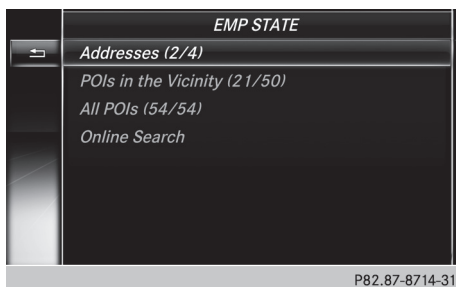 EMP STATE
Addresses (2/4)
POIs in the Vicinity (21/50)
All POIs (54/54)
Online Search
P82.87-8714-31